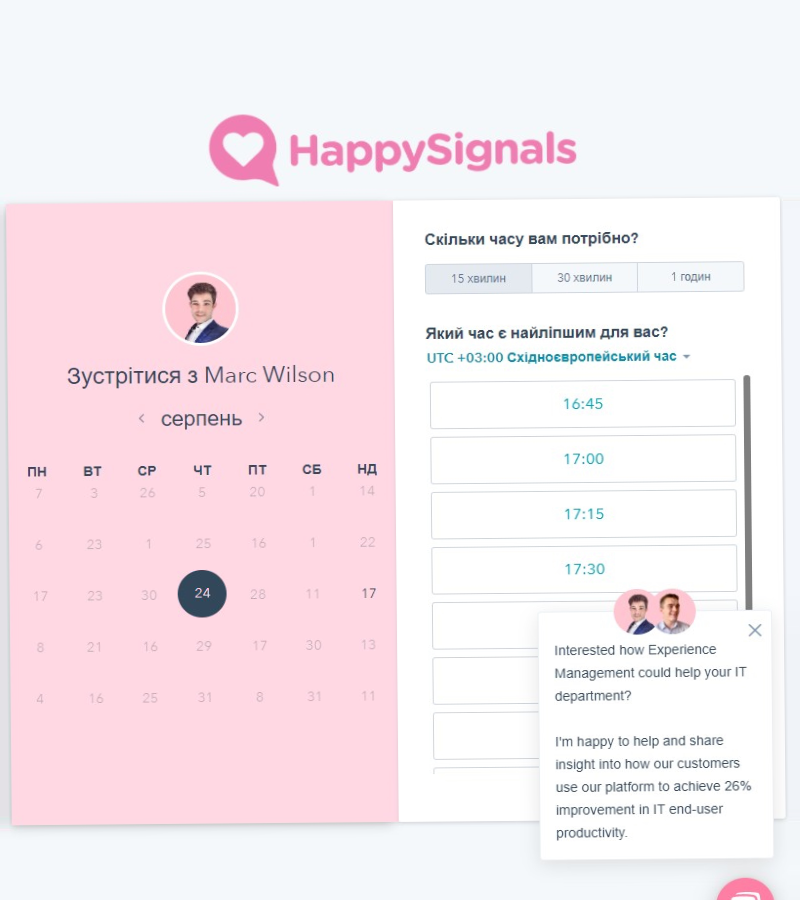 HappySignals
Зустрітися з Marc Wilson
серпень
ПН ВТ СР ЧТ ПТ СБ НД
7 3 26 5 20 1 14
6 23 1 25 16 1 22
17 23 30 24 28 11 17
8 21 16 29 17 30 13
4 16 25 31 8 31 11
Скільки часу вам потрібно?
15 хвилин 30 хвилин 1 годин
Який час є найліпшим для вас?
UTC +03:00 Східноєвропейський час
16:45
17:00
17:15
17:30
Interested how Experience
Management could help your IT
department?
I'm happy to help and share
insight into how our customers
use our platform to achieve 26%
improvement in IT end-user
productivity.